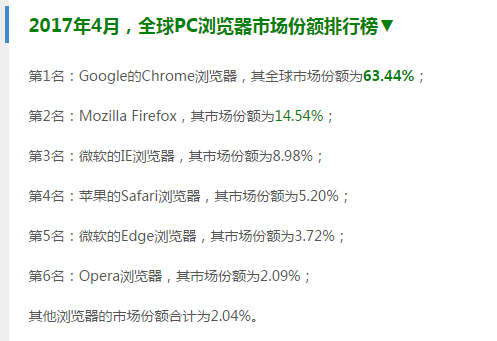 2017年4月，全球PC浏览器市场份额排行榜▼
第1名：Google的Chrome浏览器，其全球市场份额为63.44%；
第2名：Mozilla Firefox，其市场份额为14.54%；
第3名：微软的IE浏览器，其市场份额为8.98%；
第4名：苹果的Safari浏览器，其市场份额为5.20%；
第5名：微软的Edge浏览器，其市场份额为3.72%；
第6名：Opera浏览器，其市场份额为2.09%；
其他浏览器的市场份额合计为2.04%。